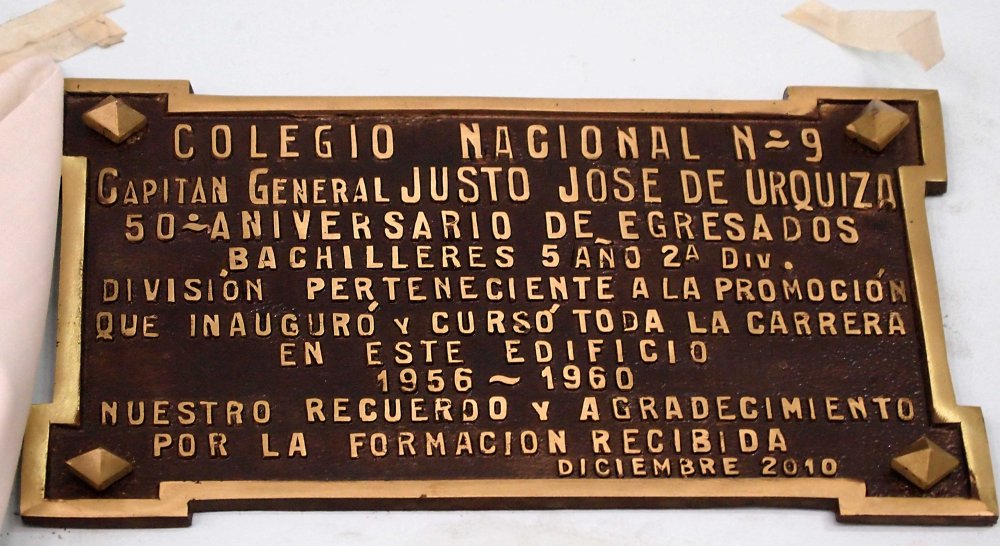 COLEGIO NACIONAL Nº 9
CAPITAN GENERAL JUSTO JOSE DE URQUIZA
50º ANIVERSARIO DE EGRESADOS
BACHILLERES 5 AÑO 2ª DIV.
DIVISIÓN PERTENECIENTE A LA PROMOCIÓN
QUE INAUGURÓ Y CURSÓ TODA LA CARRERA
EN ESTE EDIFICIO
1956 ~ 1960
NUESTRO RECUERDO Y AGRADECIMIENTO
POR LA FORMACION RECIBIDA
DICIEMBRE 2010